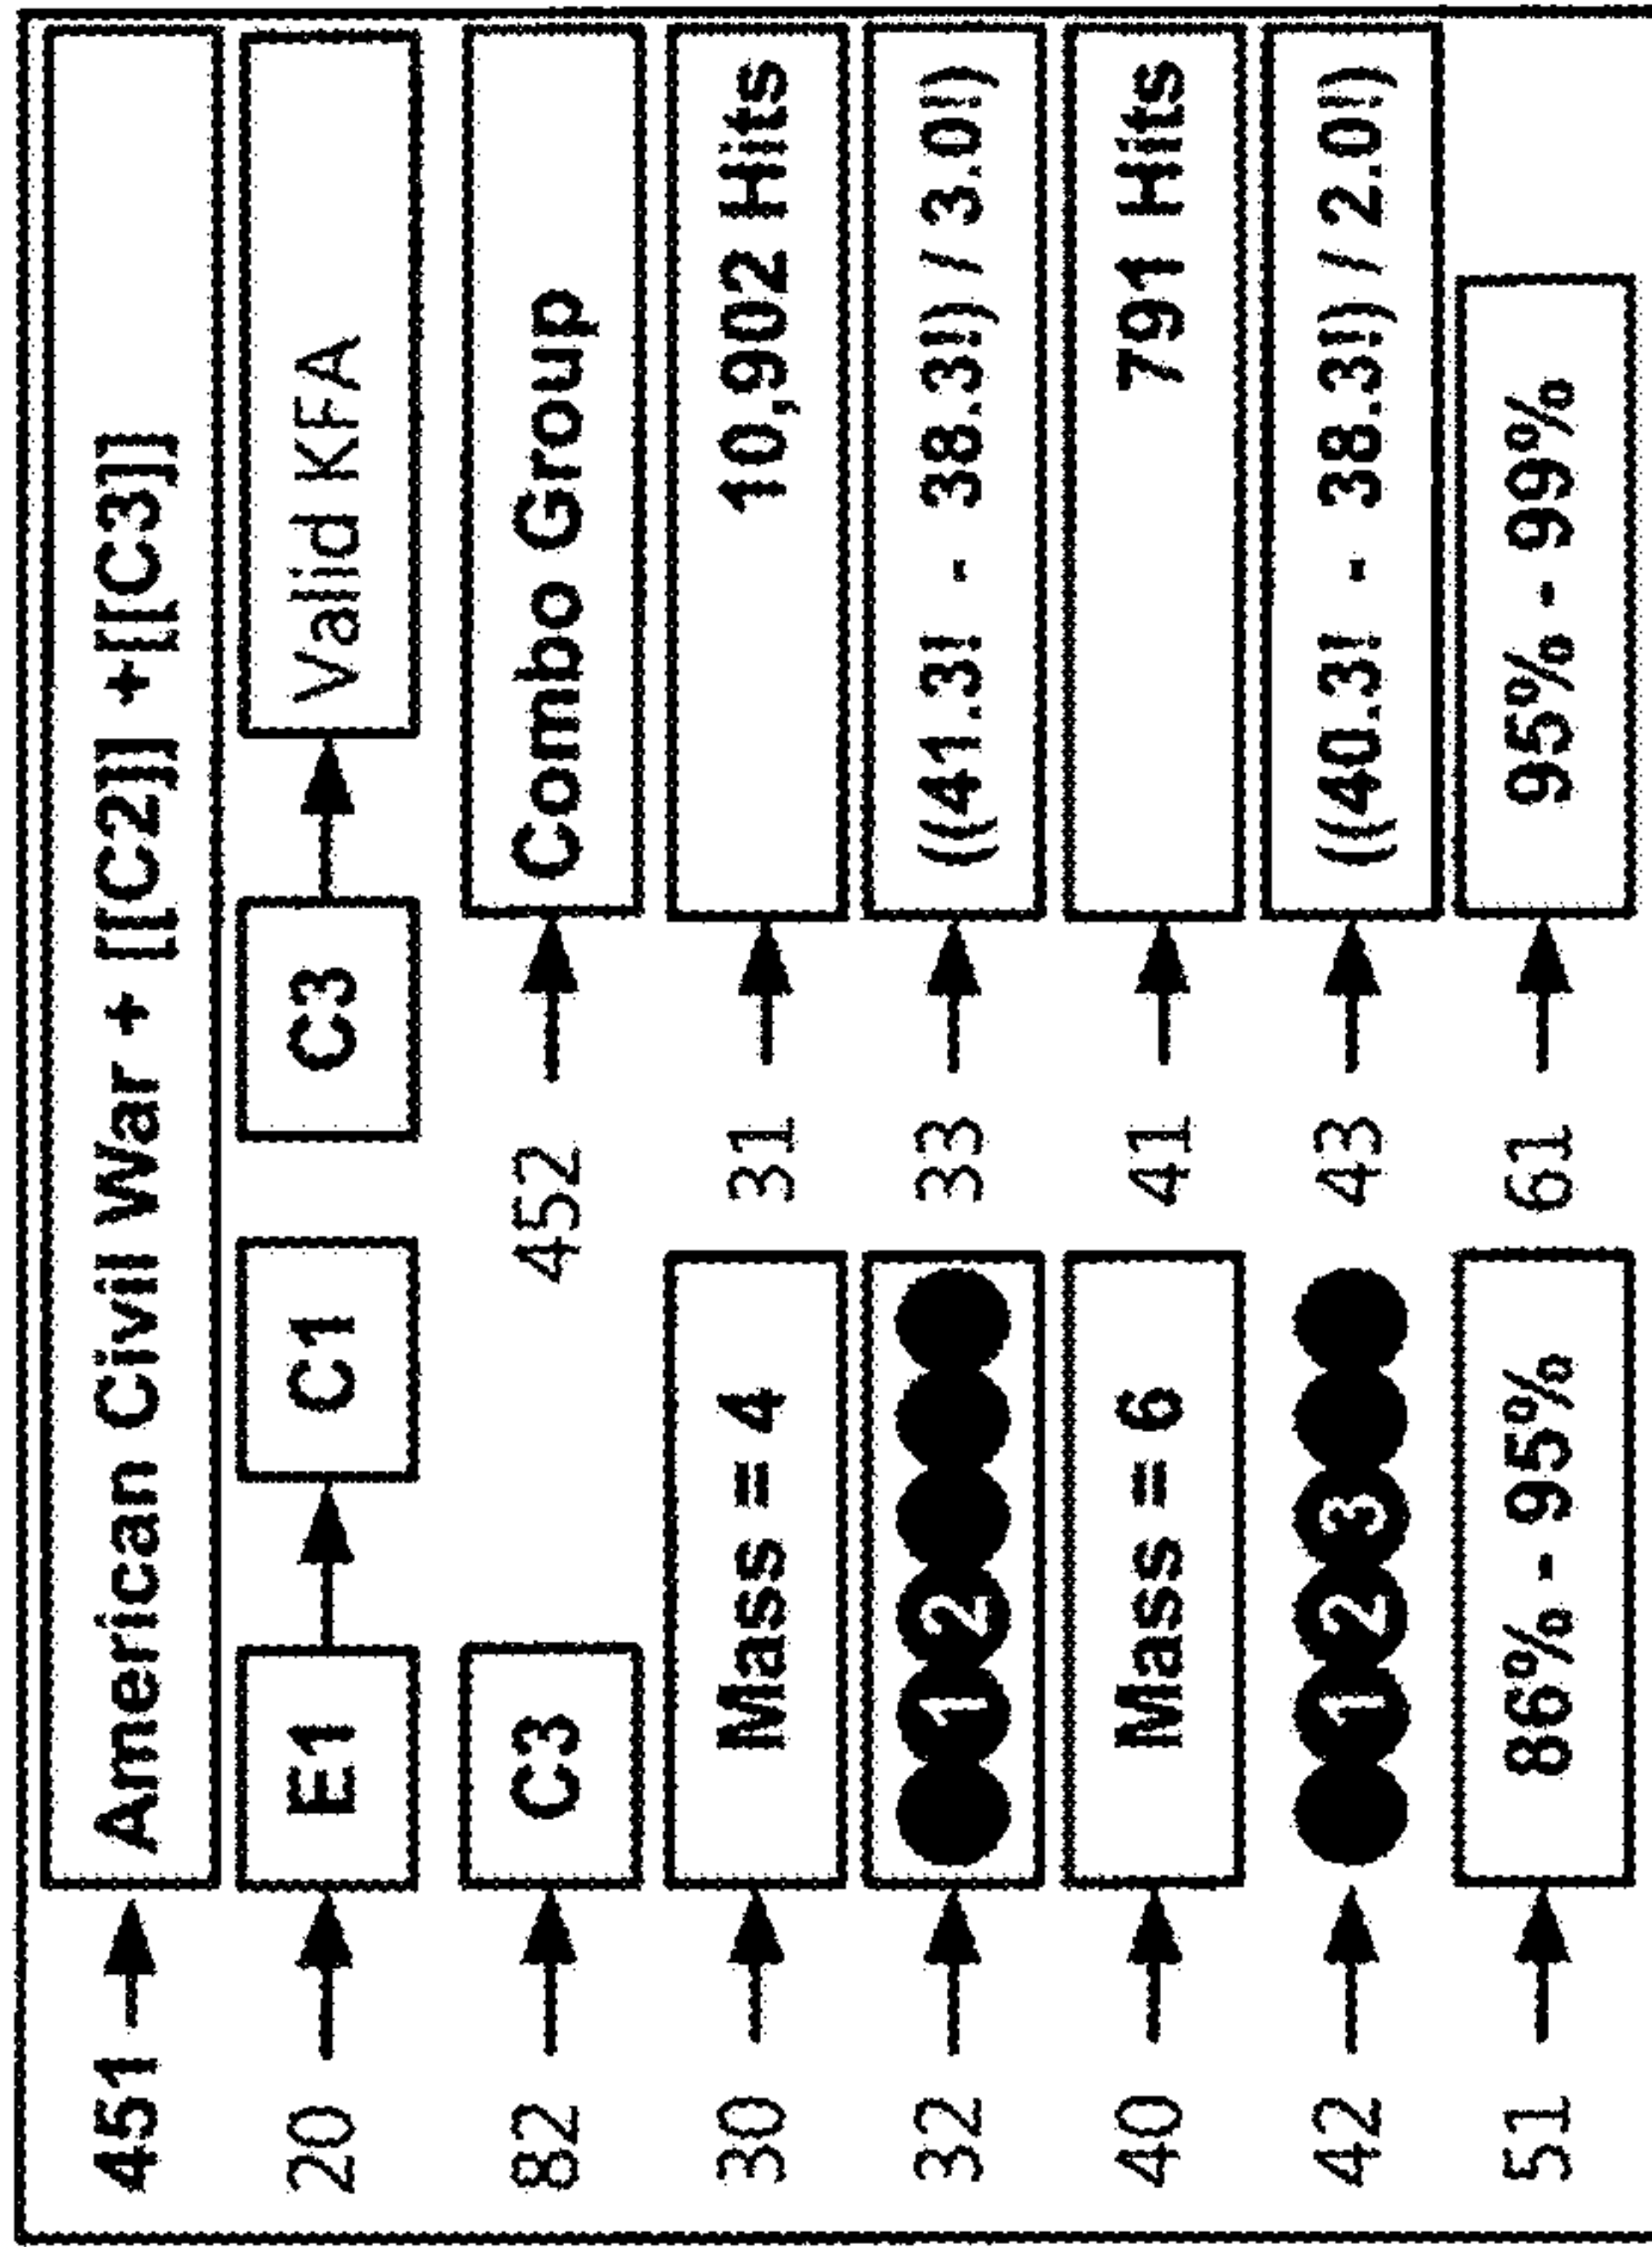 451 American Civil War + [[C2]] +[[C3]]
20 E1 C1 C3 Valid KFA
82 C3 452 Combo Group
30 Mass = 4 31 10,902 Hits
32 1 2 33 ((41.3! - 38.3!) / 3.0!)
40 Mass = 6 41 791 Hits
42 1 2 3 43 ((40.3! - 38.3!) / 2.0!)
51 86% - 95% 61 95% - 99%